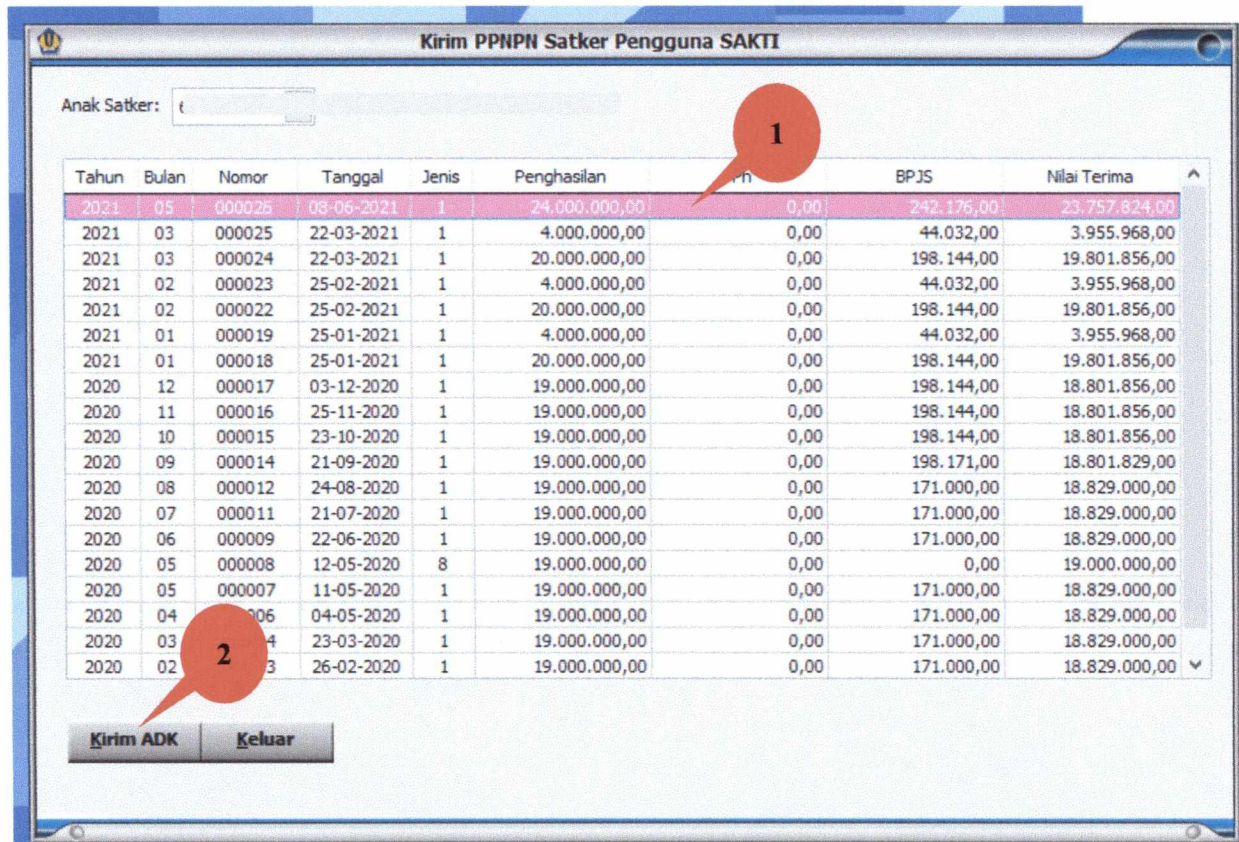 Kirim PPNPN Satker Pengguna SAKTI
Anak Satker:
1
Tahun Bulan Nomor Tanggal Jenis Penghasilan BPJS Nilai Terima
2021 05 000026 08-06-2021 1 24.000.000,00 0,00 242.176,00 23.757.824,00
2021 03 000025 22-03-2021 1 4.000.000,00 0,00 44.032,00 3.955.968,00
2021 03 000024 22-03-2021 1 20.000.000,00 0,00 198.144,00 19.801.856,00
2021 02 000023 25-02-2021 1 4.000.000,00 0,00 44.032,00 3.955.968,00
2021 02 000022 25-02-2021 1 20.000.000,00 0,00 198.144,00 19.801.856,00
2021 01 000019 25-01-2021 1 4.000.000,00 0,00 44.032,00 3.955.968,00
2021 01 000018 25-01-2021 1 20.000.000,00 0,00 198.144,00 19.801.856,00
2020 12 000017 03-12-2020 1 19.000.000,00 0,00 198.144,00 18.801.856,00
2020 11 000016 25-11-2020 1 19.000.000,00 0,00 198.144,00 18.801.856,00
2020 10 000015 23-10-2020 1 19.000.000,00 0,00 198.144,00 18.801.856,00
2020 09 000014 21-09-2020 1 19.000.000,00 0,00 198.171,00 18.801.829,00
2020 08 000012 24-08-2020 1 19.000.000,00 0,00 171.000,00 18.829.000,00
2020 07 000011 21-07-2020 1 19.000.000,00 0,00 171.000,00 18.829.000,00
2020 06 000009 22-06-2020 1 19.000.000,00 0,00 171.000,00 18.829.000,00
2020 05 000008 12-05-2020 8 19.000.000,00 0,00 0,00 19.000.000,00
2020 05 000007 11-05-2020 1 19.000.000,00 0,00 171.000,00 18.829.000,00
2020 04 04-05-2020 1 19.000.000,00 0,00 171.000,00 18.829.000,00
2020 03 23-03-2020 1 19.000.000,00 0,00 171.000,00 18.829.000,00
2020 02 26-02-2020 1 19.000.000,00 0,00 171.000,00 18.829.000,00
2
Kirim ADK Keluar